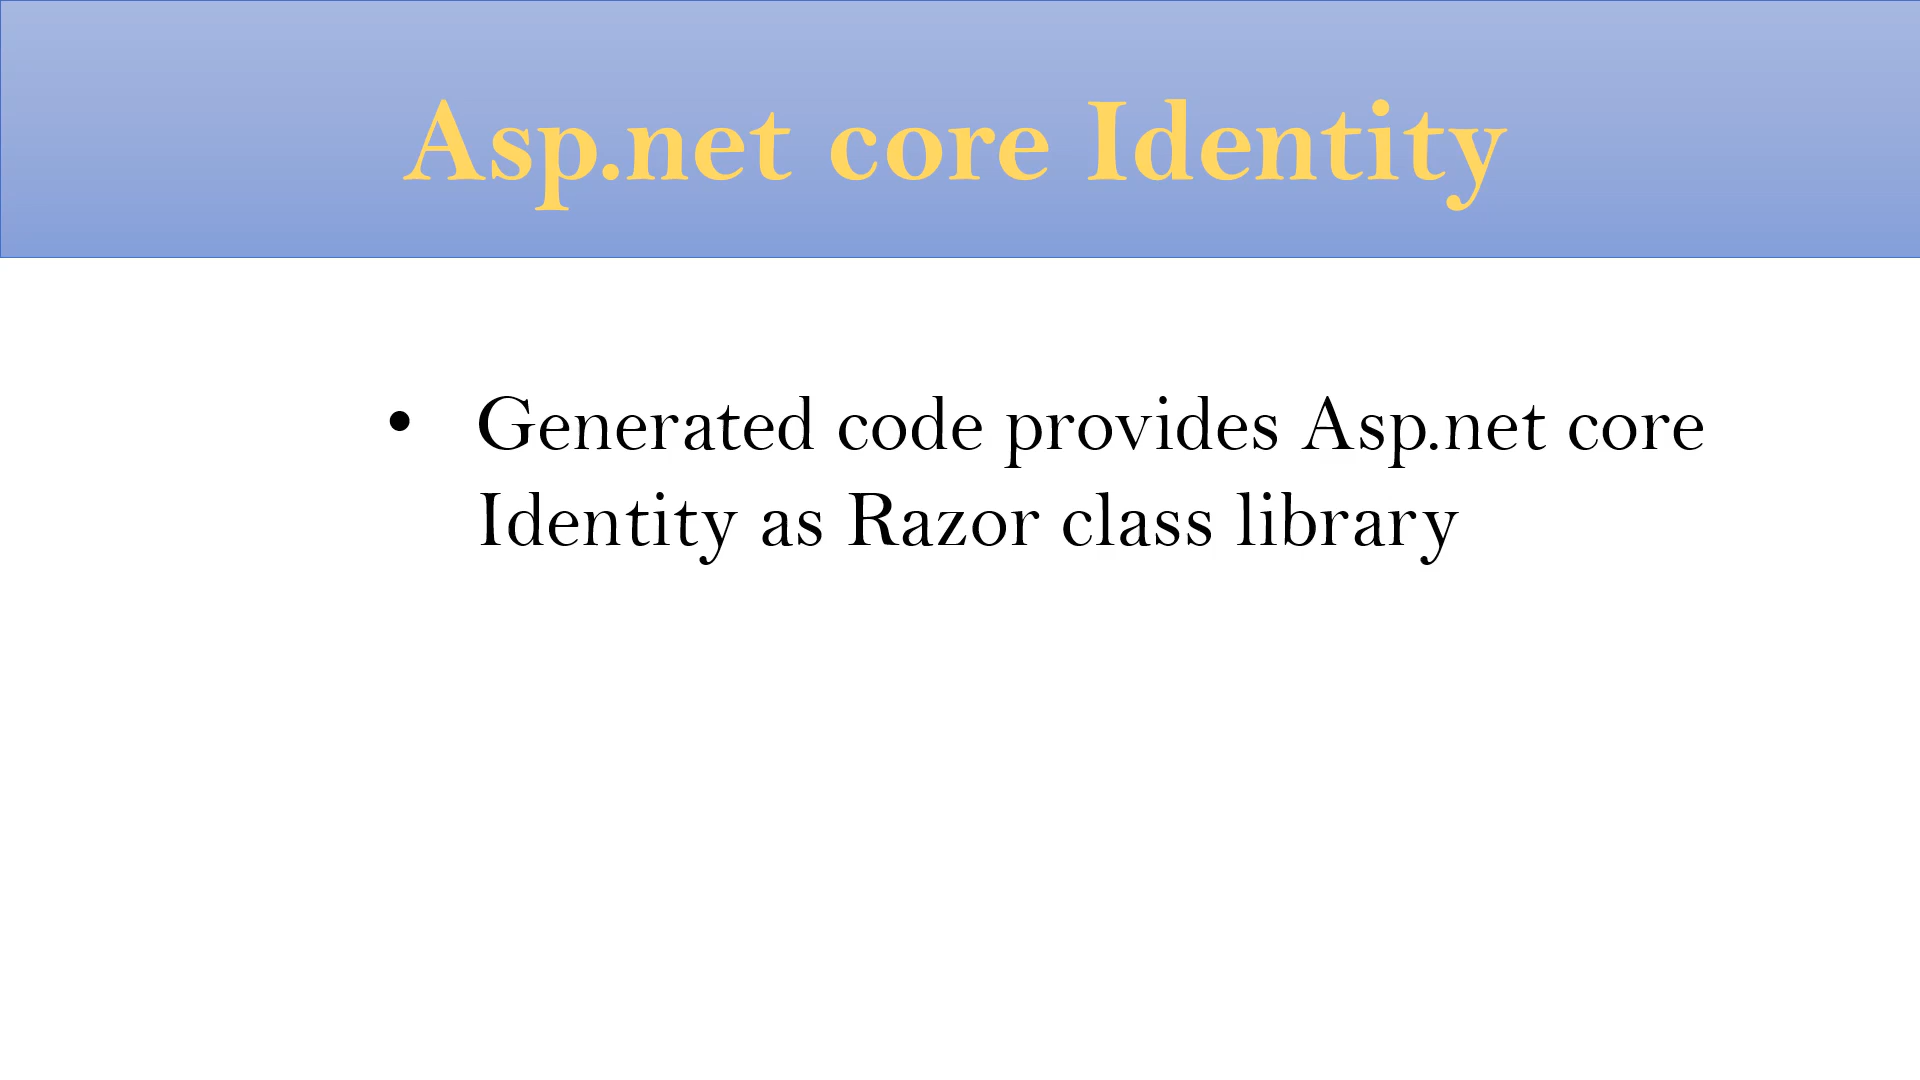 Asp.net core Identity
• Generated code provides Asp.net core
Identity as Razor class library